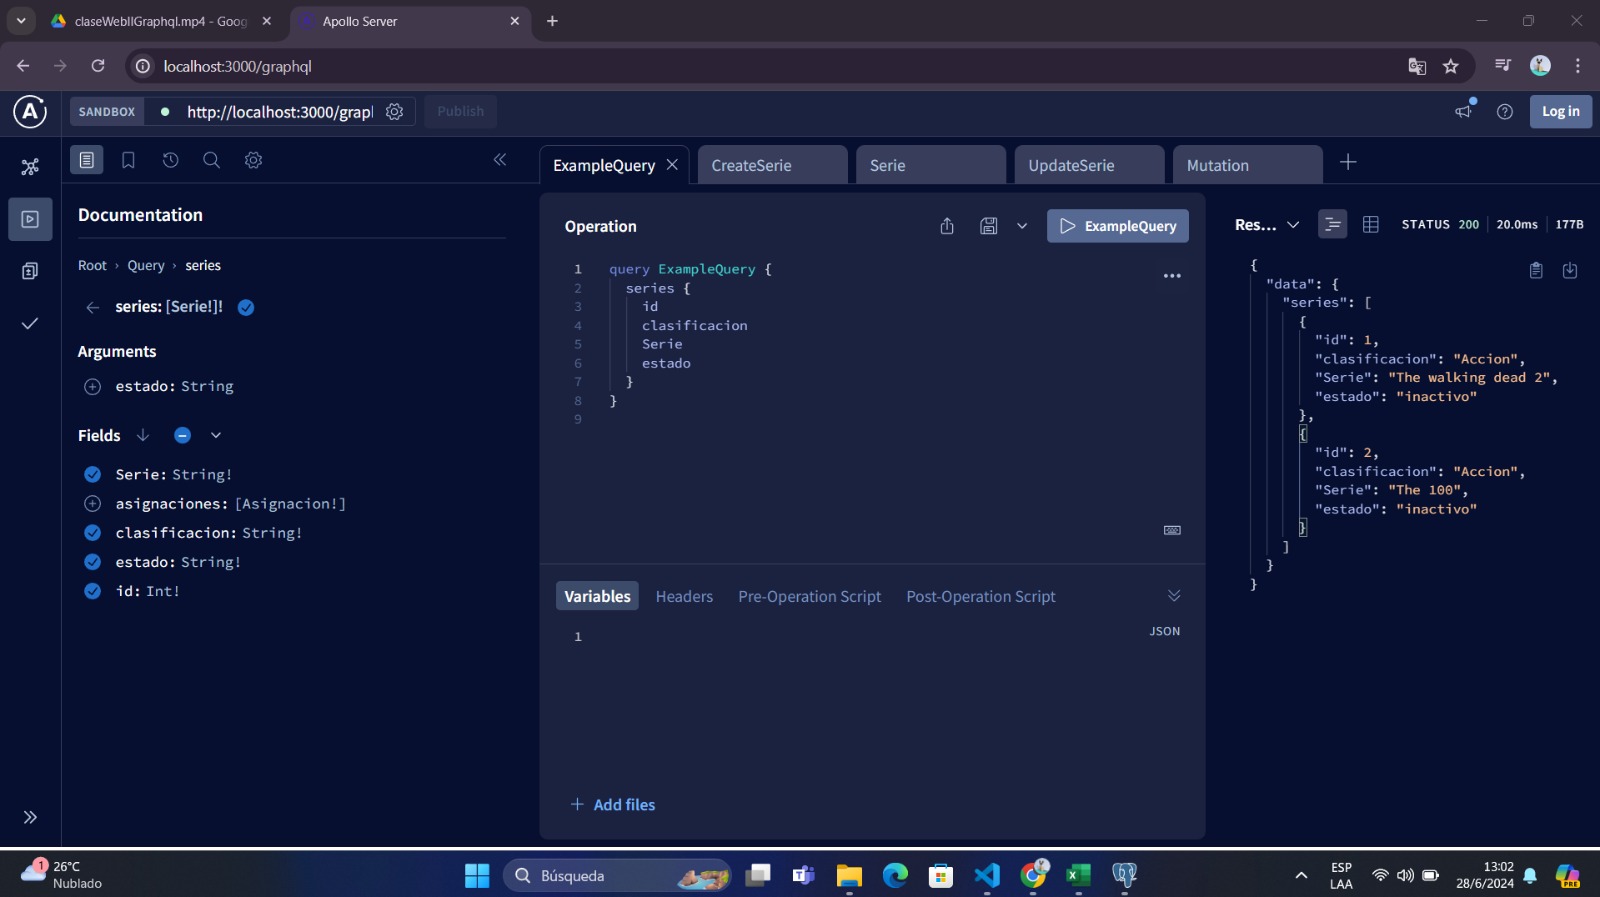 claseWebIIGraphql.mp4 - Goog
Apollo Server
localhost:3000/graphql
SANDBOX
http://localhost:3000/grapl
Publish
Log in
ExampleQuery
CreateSerie
Serie
UpdateSerie
Mutation
Documentation
Root › Query › series
series: [Serie!]!
Arguments
estado: String
Fields
Serie: String!
asignaciones: [Asignacion!]
clasificacion: String!
estado: String!
id: Int!
Operation
ExampleQuery
1 query ExampleQuery {
2 series {
3 id
4 clasificacion
5 Serie
6 estado
7 }
8 }
9
Variables
Headers
Pre-Operation Script
Post-Operation Script
1
JSON
Add files
Res...
STATUS 200
20.0ms
177B
{
"data": {
"series": [
{
"id": 1,
"clasificacion": "Accion",
"Serie": "The walking dead 2",
"estado": "inactivo"
},
{
"id": 2,
"clasificacion": "Accion",
"Serie": "The 100",
"estado": "inactivo"
}
]
}
}
1
26°C
Nublado
Búsqueda
ESP
LAA
13:02
28/6/2024
PRE